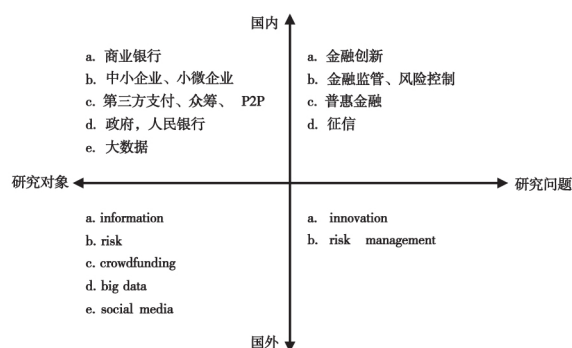 国内
a. 商业银行
b. 中小企业、小微企业
c. 第三方支付、众筹、 P2P
d. 政府，人民银行
e. 大数据
a. 金融创新
b. 金融监管、风险控制
c. 普惠金融
d. 征信
研究对象
研究问题
a. information
b. risk
c. crowdfunding
d. big data
e. social media
a. innovation
b. risk management
国外